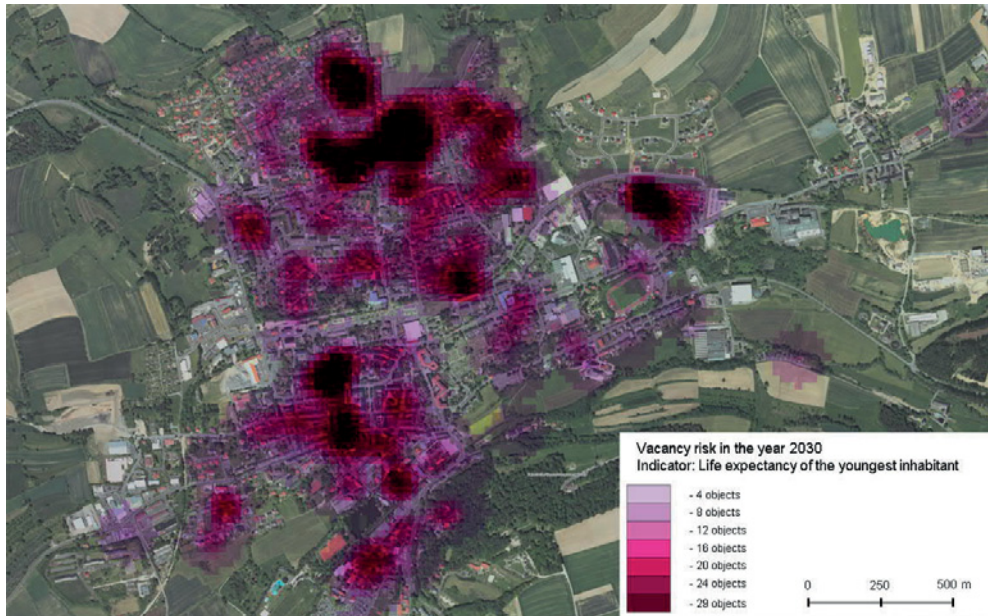 Vacancy risk in the year 2030
Indicator: Life expectancy of the youngest inhabitant
- 4 objects
- 8 objects
- 12 objects
- 16 objects
- 20 objects
- 24 objects
- 29 objects
0 250 500 m